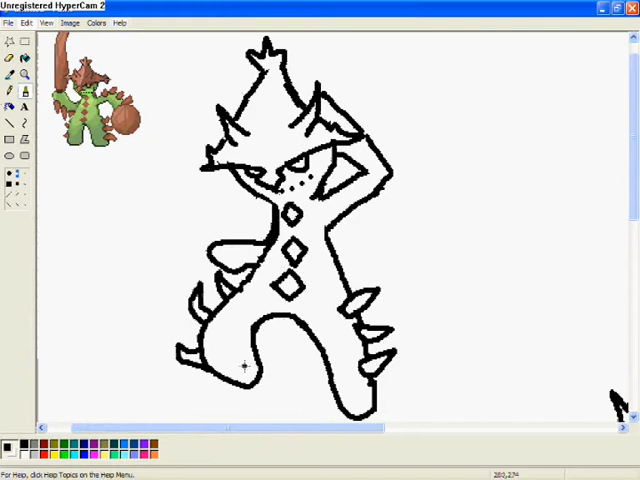 Unregistered HyperCam 2
File Edit View Image Colors Help
A
For Help, click Help Topics on the Help Menu.
280,274